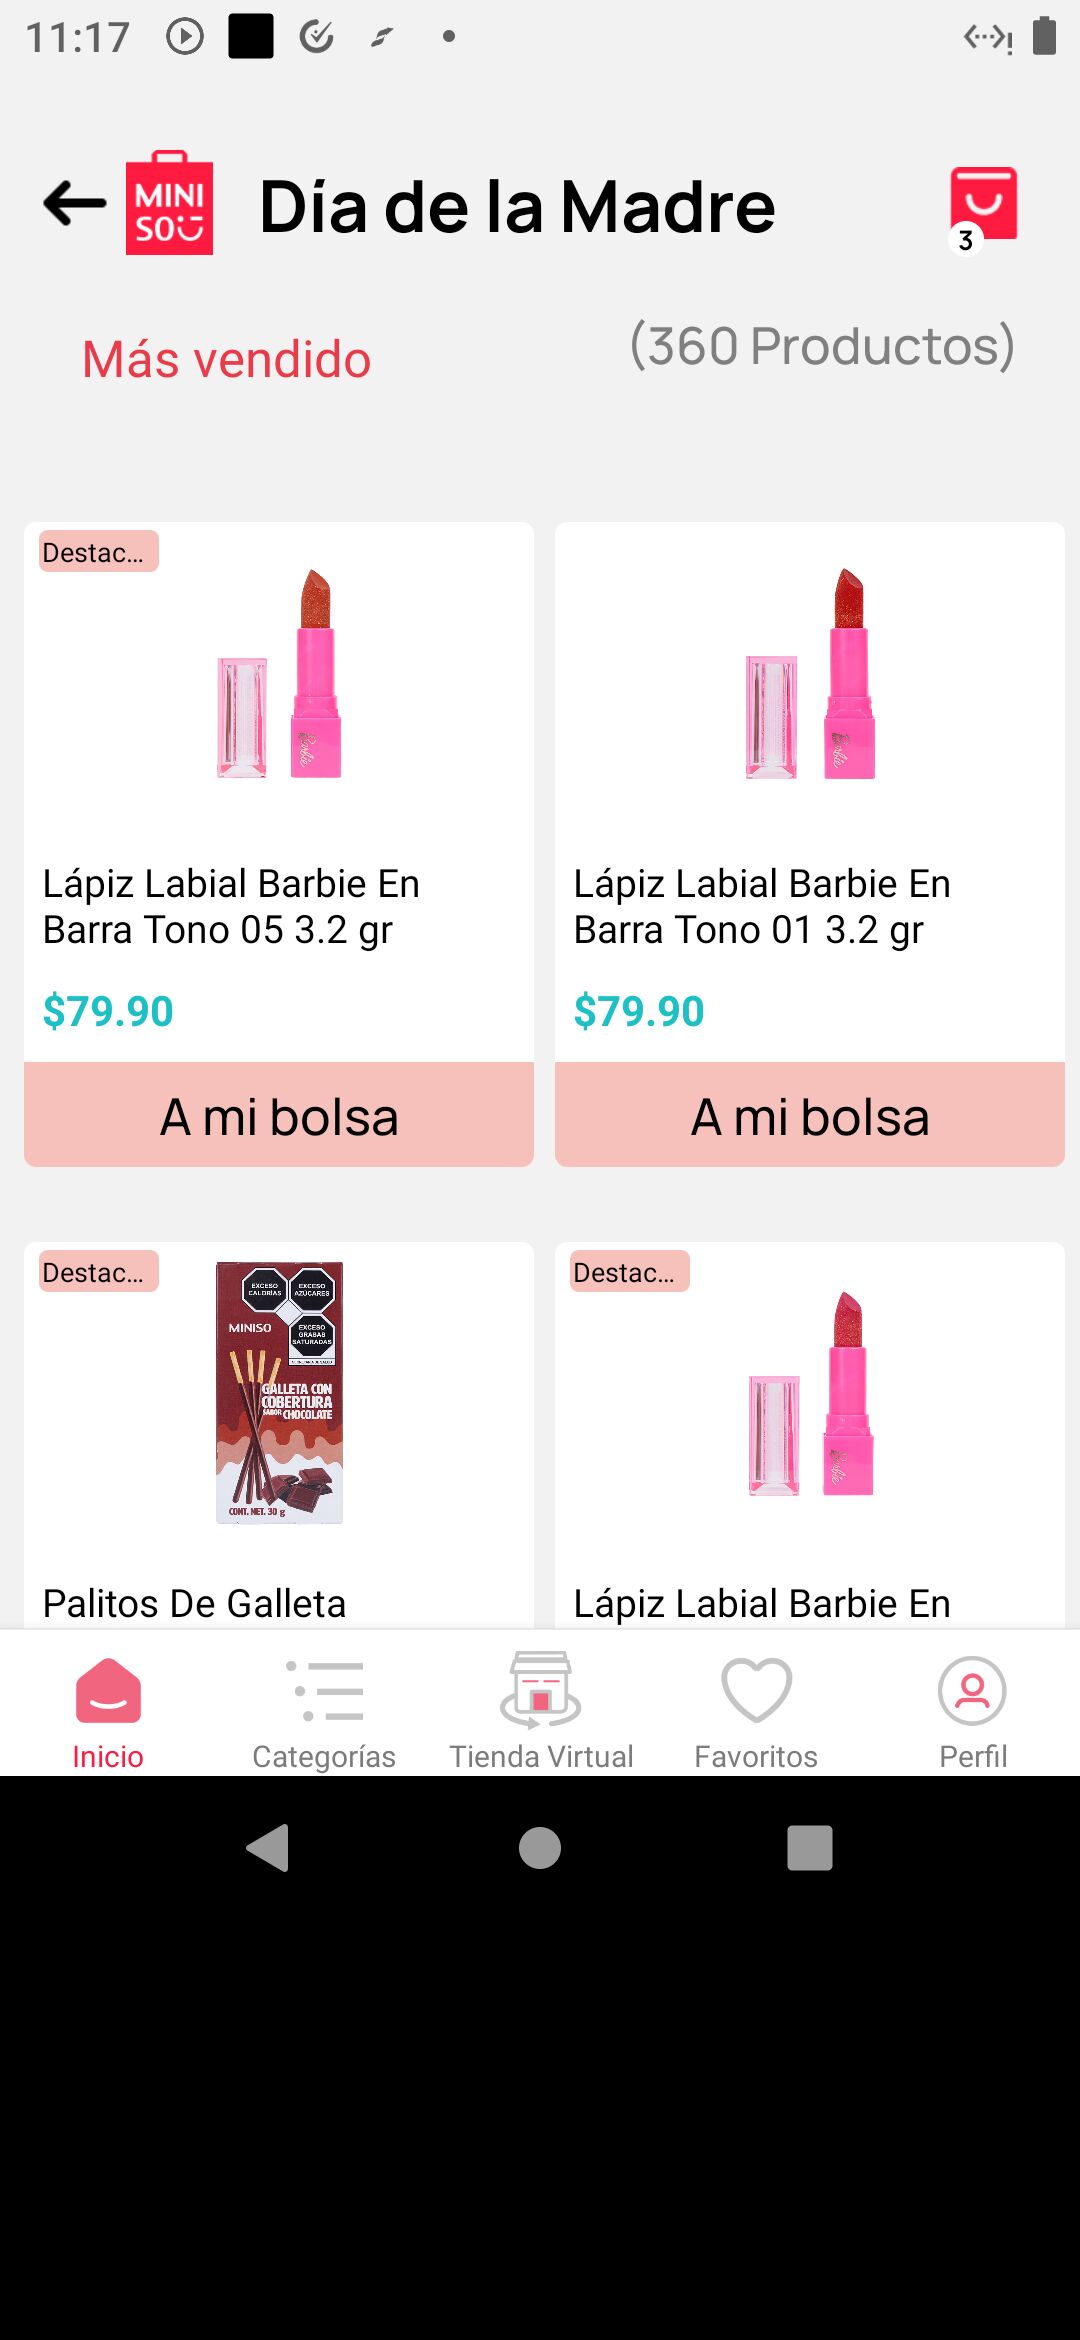 11:17
MINI
SO
Día de la Madre
3
Más vendido
(360 Productos)
Destac...
Lápiz Labial Barbie En
Barra Tono 05 3.2 gr
$79.90
A mi bolsa
Barbie
Lápiz Labial Barbie En
Barra Tono 01 3.2 gr
$79.90
A mi bolsa
Barbie
Destac...
EXCESO
CALORÍAS
EXCESO
AZÚCARES
EXCESO
GRASAS
SATURADAS
MINISO
GALLETA CON
COBERTURA
SABOR CHOCOLATE
CONT. NET. 30 g
Palitos De Galleta
Destac...
Barbie
Lápiz Labial Barbie En
Inicio
Categorías
Tienda Virtual
Favoritos
Perfil